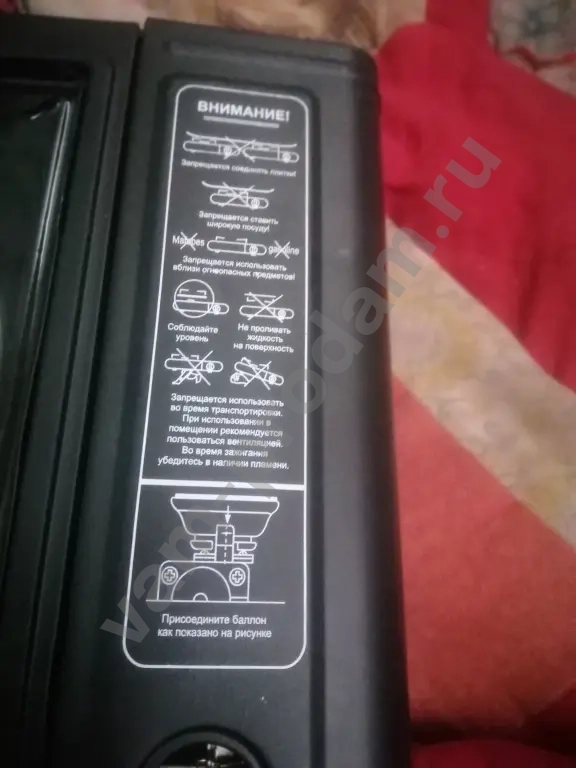 ВНИМАНИЕ!
Запрещается соединять плиты!
Запрещается ставить
широкую посуду!
Matches
gasoline
Запрещается использовать
вблизи огнеопасных предметов!
Соблюдайте
уровень
Не проливать
жидкость
на поверхность
Запрещается использовать
во время транспортировки.
При использовании в
помещении рекомендуется
пользоваться вентиляцией.
Во время зажигания
убедитесь в наличии пламени.
Присоедините баллон
как показано на рисунке